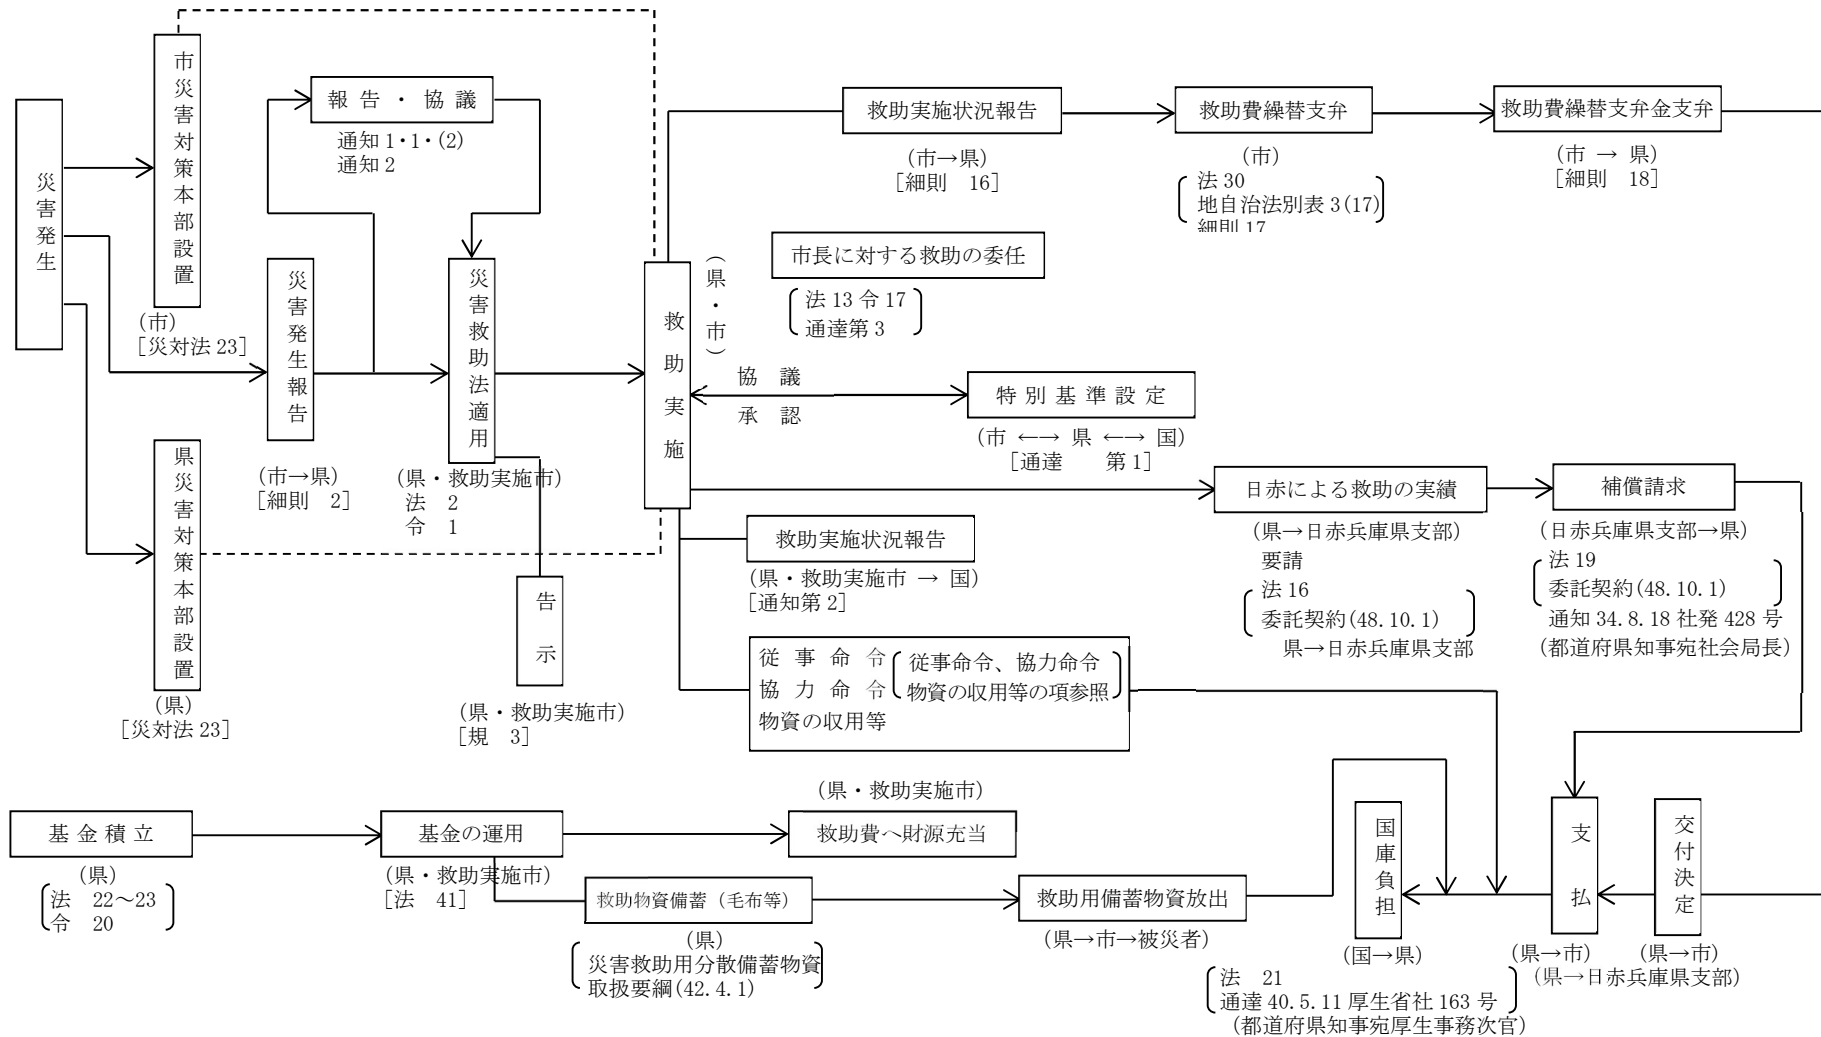 災害発生
市災害対策本部設置
(市)
[災対法 23]
報告・協議
通知 1・1・(2)
通知 2
災害発生報告
(市→県)
[細則 2]
県災害対策本部設置
(県)
[災対法 23]
災害救助法適用
(県・救助実施市)
法 2
令 1
告示
(県・救助実施市)
[規 3]
救助実施
(県・市)
救助実施状況報告
(市→県)
[細則 16]
救助費繰替支弁
(市)
法 30
地自治法別表 3(17)
細則 17
救助費繰替支弁金支弁
(市 → 県)
[細則 18]
市長に対する救助の委任
法 13 令 17
通達第 3
協議
承認
特別基準設定
(市 ←→ 県 ←→ 国)
[通達 第 1]
日赤による救助の実績
(県→日赤兵庫県支部)
要請
法 16
委託契約(48.10.1)
県→日赤兵庫県支部
補償請求
(日赤兵庫県支部→県)
法 19
委託契約(48.10.1)
通知 34.8.18 社発 428 号
(都道府県知事宛社会局長)
救助実施状況報告
(県・救助実施市 → 国)
[通知第 2]
従事命令
協力命令
物資の収用等
従事命令、協力命令
物資の収用等の項参照
基金積立
(県)
法 22～23
令 20
基金の運用
(県・救助実施市)
[法 41]
(県・救助実施市)
救助費へ財源充当
救助物資備蓄(毛布等)
(県)
災害救助用分散備蓄物資
取扱要綱(42.4.1)
救助用備蓄物資放出
(県→市→被災者)
国庫負担
(国→県)
法 21
通達 40.5.11 厚生省社 163 号
(都道府県知事宛厚生事務次官)
支払
(県→市)
(県→日赤兵庫県支部)
交付決定
(県→市)